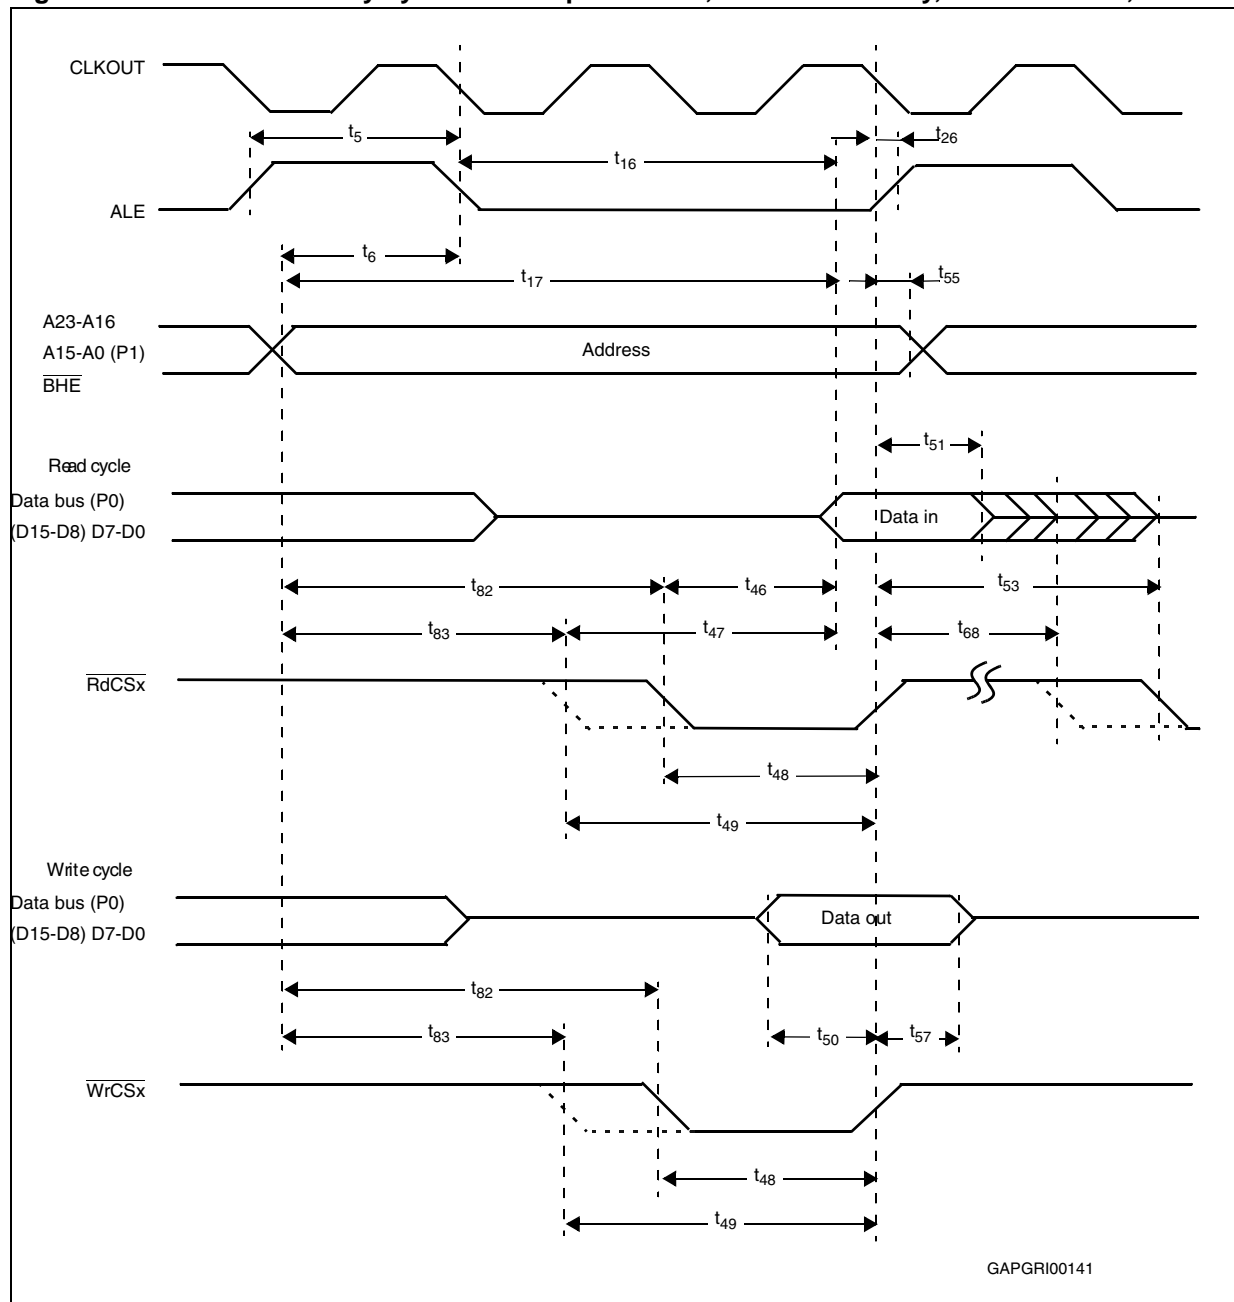 CLKOUT
t5
t26
t16
ALE
t6
t17
t55
A23-A16
A15-A0 (P1)
Address
BHE
t51
Read cycle
Data bus (P0)
Data in
(D15-D8) D7-D0
t82
t46
t53
t83
t47
t68
RdCSx
t48
t49
Write cycle
Data bus (P0)
Data out
(D15-D8) D7-D0
t82
t83
t50
t57
WrCSx
t48
t49
GAPGRI00141